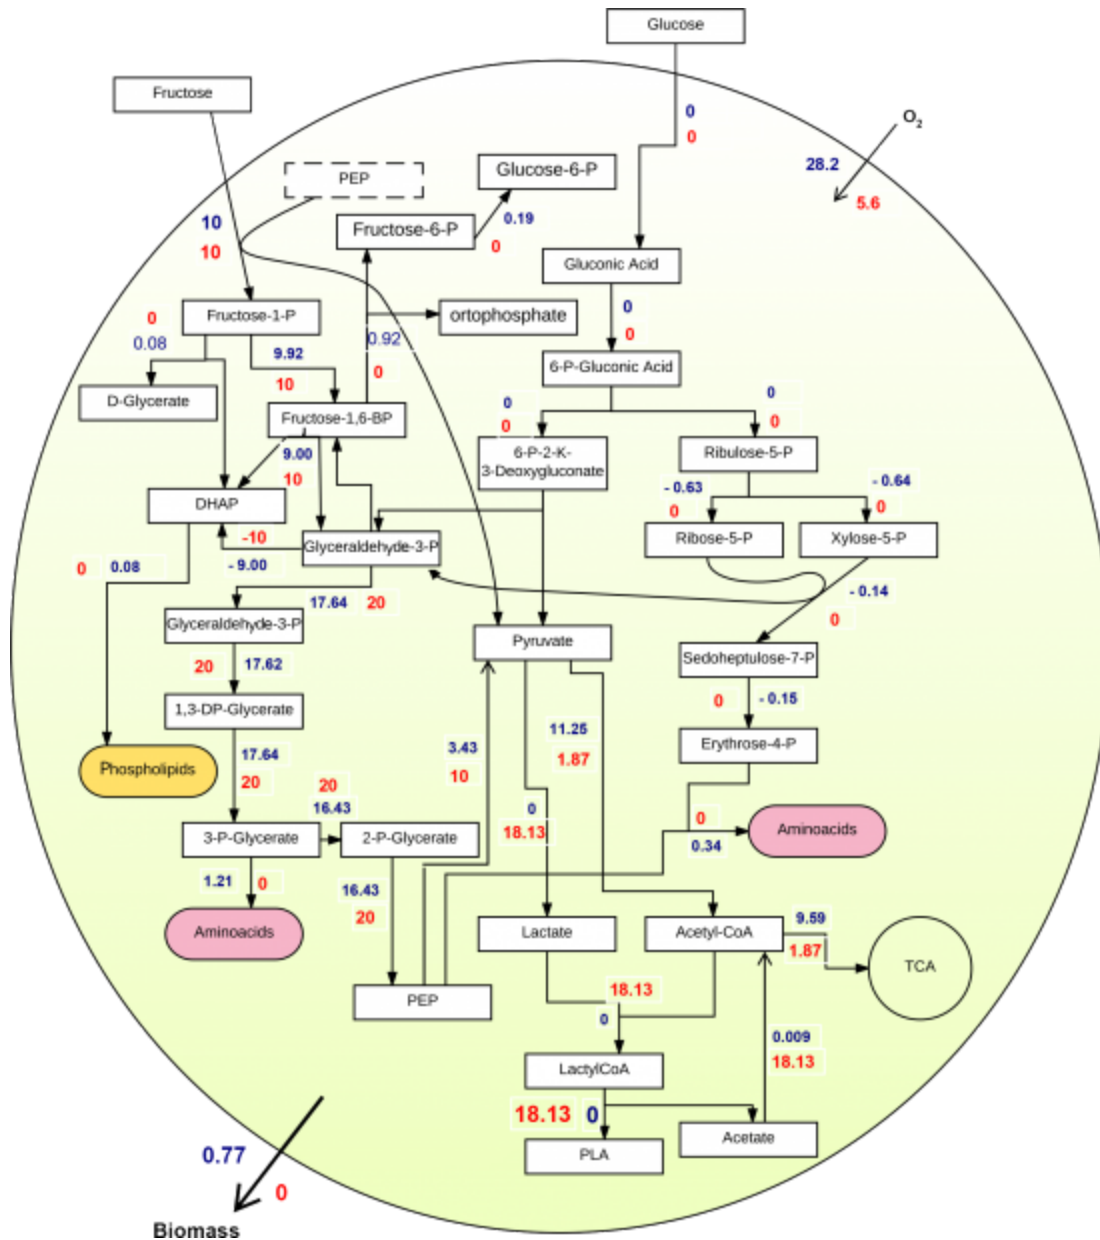 Glucose
Fructose
0
0
O2
28.2
5.6
PEP
Glucose-6-P
10
10
Fructose-6-P
0.19
0
Gluconic Acid
Fructose-1-P
ortophosphate
0
0
0
0.08
9.92
10
0.92
0
6-P-Gluconic Acid
D-Glycerate
Fructose-1,6-BP
0
0
0
0
9.00
10
6-P-2-K-
3-Deoxygluconate
Ribulose-5-P
- 0.63
0
- 0.64
0
DHAP
-10
- 9.00
Glyceraldehyde-3-P
Ribose-5-P
Xylose-5-P
0
0.08
17.64
20
- 0.14
0
Glyceraldehyde-3-P
Pyruvate
Sedoheptulose-7-P
20
17.62
0
- 0.15
1,3-DP-Glycerate
Erythrose-4-P
Phospholipids
17.64
20
3.43
10
11.25
1.87
20
16.43
0
18.13
3-P-Glycerate
2-P-Glycerate
0
0.34
Aminoacids
1.21
0
16.43
20
Aminoacids
Lactate
Acetyl-CoA
9.59
1.87
TCA
PEP
18.13
0
0.009
18.13
LactylCoA
18.13
0
Acetate
PLA
0.77
0
Biomass